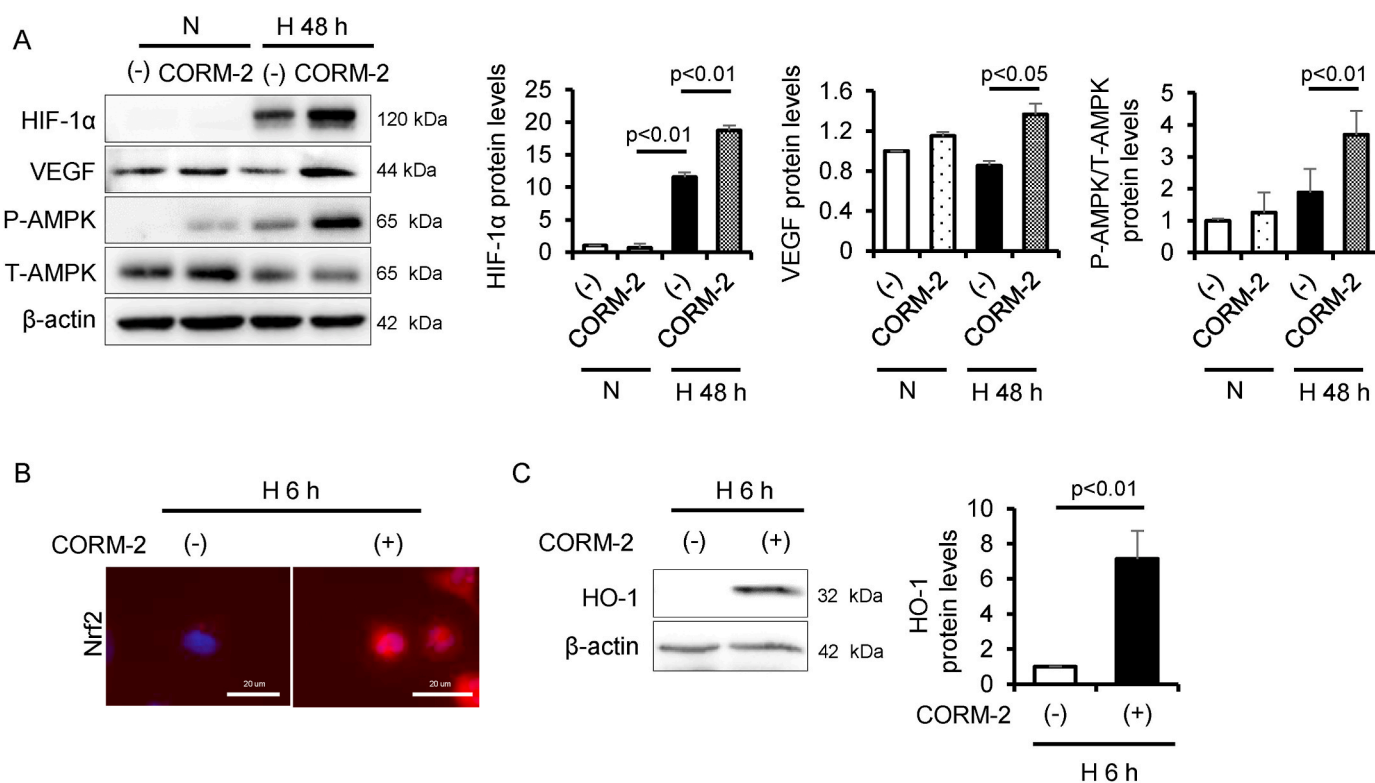 A
N
H 48 h
(-) CORM-2 (-) CORM-2
HIF-1α
120 kDa
VEGF
44 kDa
P-AMPK
65 kDa
T-AMPK
65 kDa
β-actin
42 kDa
HIF-1α protein levels
25
20
15
10
5
0
p<0.01
p<0.01
(-)
CORM-2
(-)
CORM-2
N
H 48 h
VEGF protein levels
1.6
1.2
0.8
0.4
0
p<0.05
(-)
CORM-2
(-)
CORM-2
N
H 48 h
P-AMPK/T-AMPK
protein levels
5
4
3
2
1
0
p<0.01
(-)
CORM-2
(-)
CORM-2
N
H 48 h
B
H 6 h
CORM-2 (-) (+)
Nrf2
20 um
20 um
C
H 6 h
CORM-2 (-) (+)
HO-1
32 kDa
β-actin
42 kDa
HO-1
protein levels
10
8
6
4
2
0
p<0.01
CORM-2 (-) (+)
H 6 h